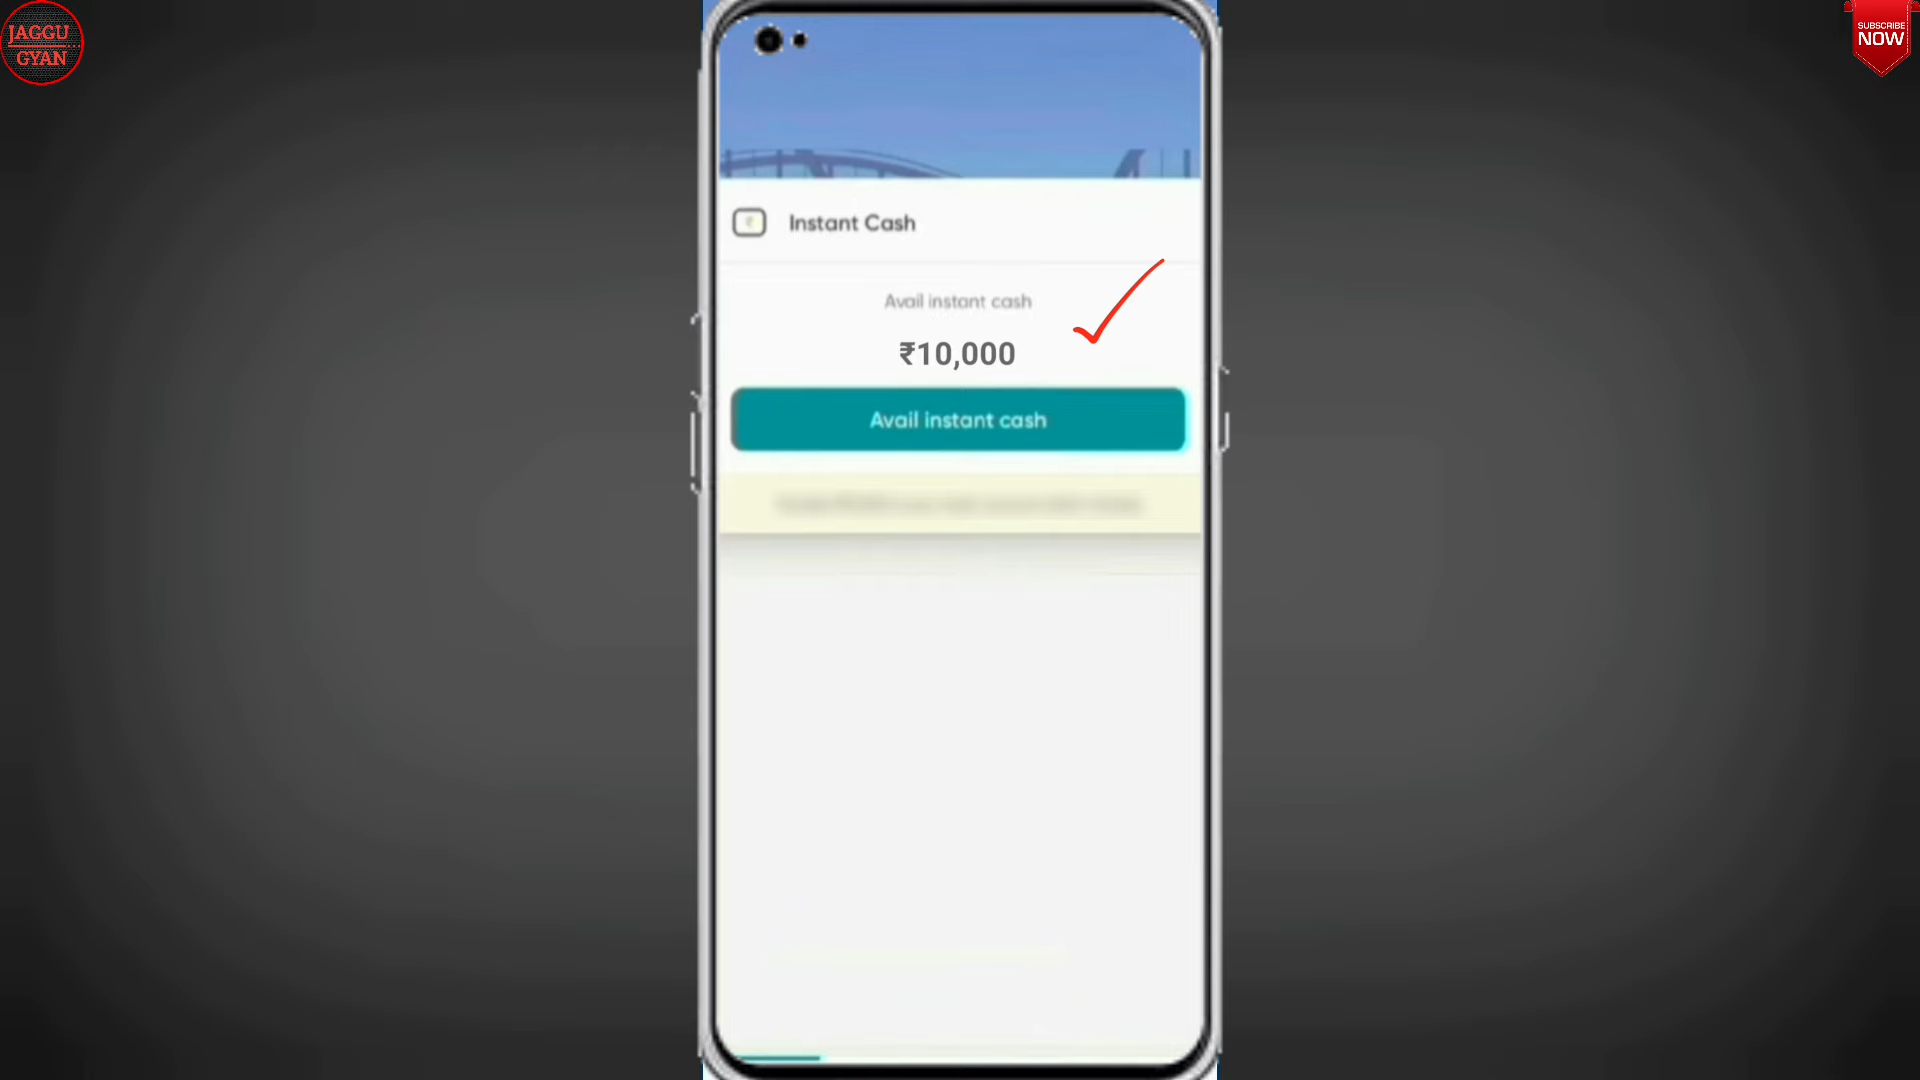 JAGGU
GYAN
SUBSCRIBE
NOW
₹
Instant Cash
Avail instant cash
₹10,000
Avail instant cash